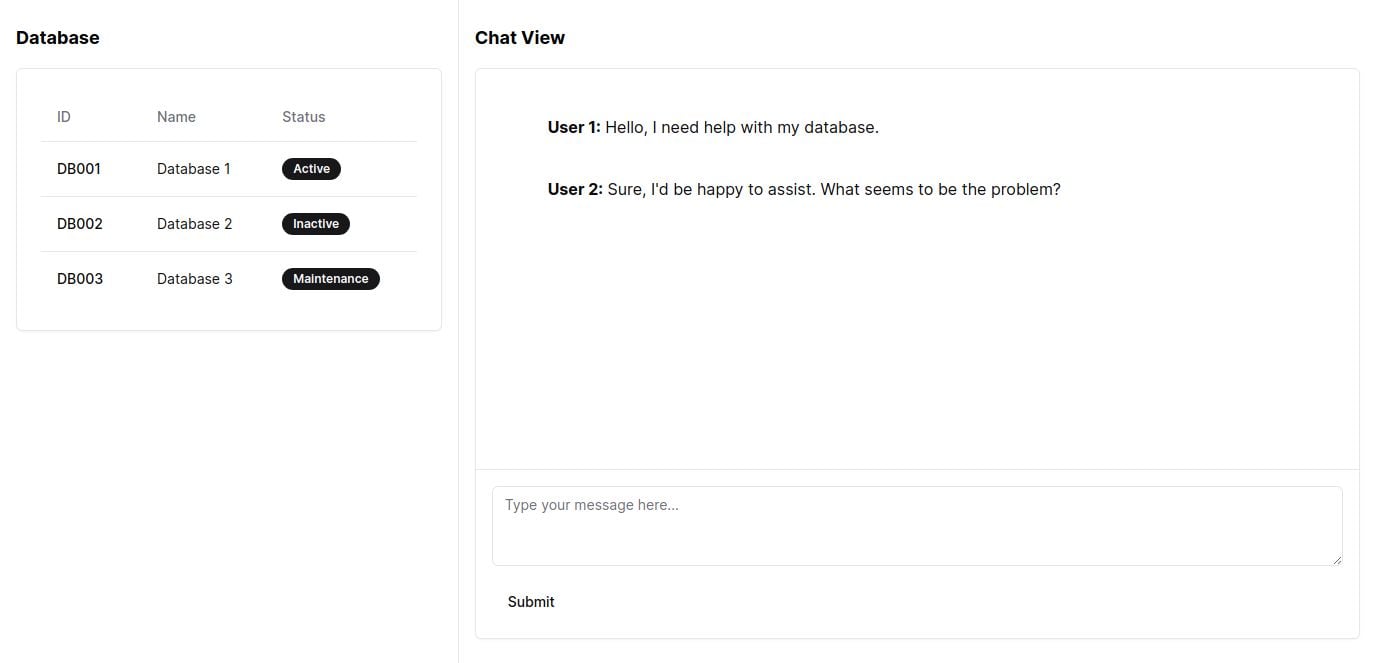 Database
ID Name Status
DB001 Database 1 Active
DB002 Database 2 Inactive
DB003 Database 3 Maintenance
Chat View
User 1: Hello, I need help with my database.
User 2: Sure, I'd be happy to assist. What seems to be the problem?
Type your message here...
Submit